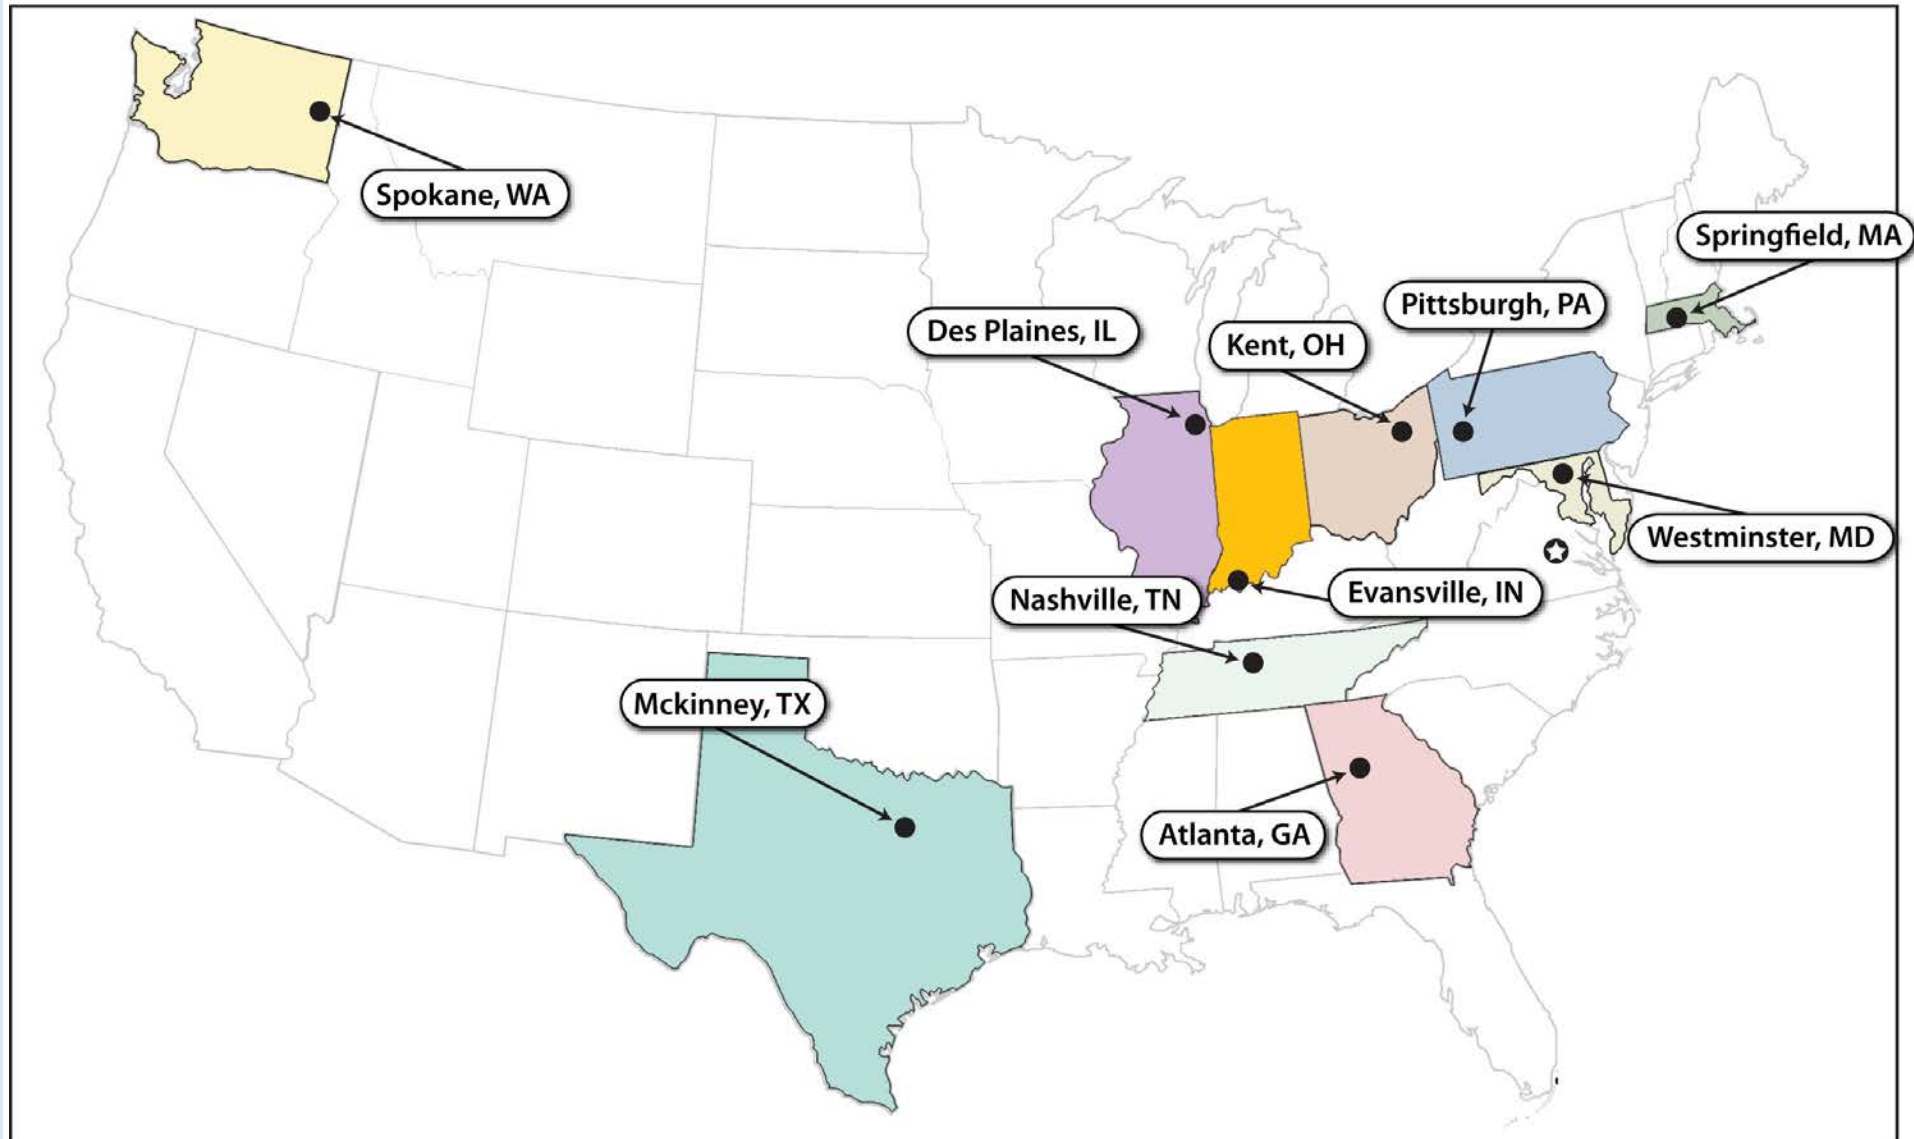 Spokane, WA
Springfield, MA
Pittsburgh, PA
Des Plaines, IL
Kent, OH
Westminster, MD
Evansville, IN
Nashville, TN
Mckinney, TX
Atlanta, GA